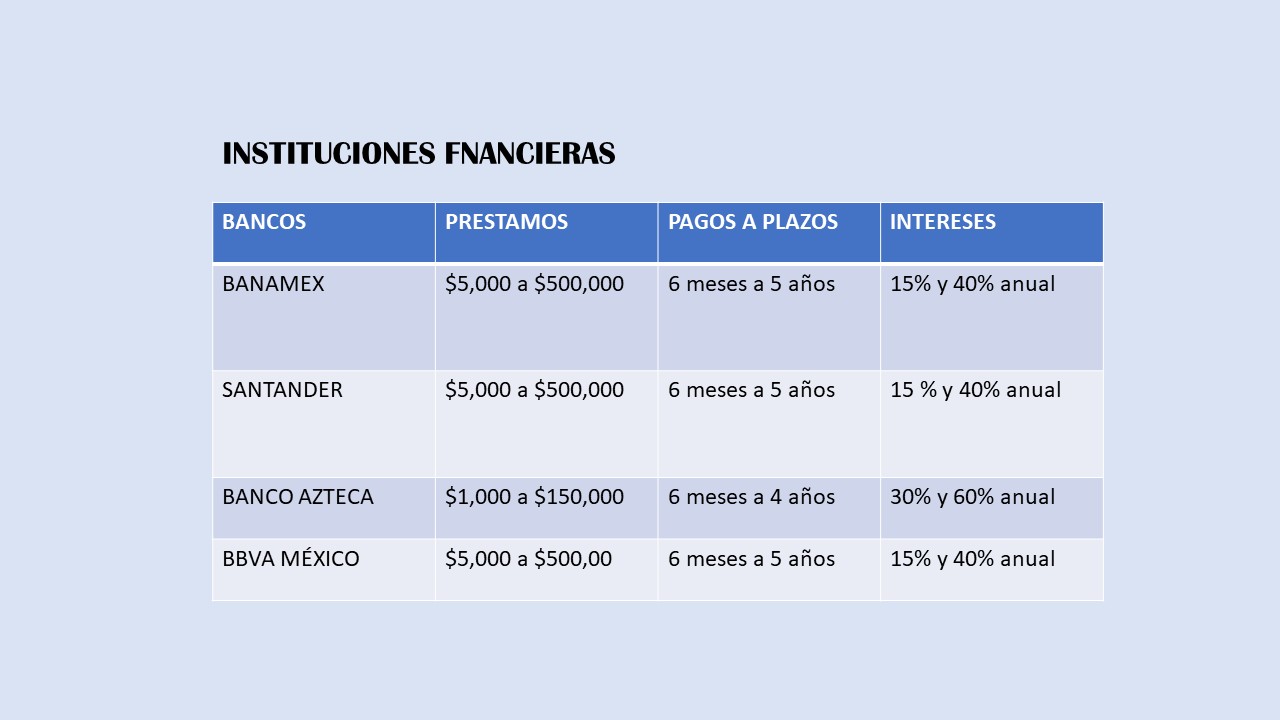 INSTITUCIONES FNANCIERAS
BANCOS PRESTAMOS PAGOS A PLAZOS INTERESES
BANAMEX $5,000 a $500,000 6 meses a 5 años 15% y 40% anual
SANTANDER $5,000 a $500,000 6 meses a 5 años 15 % y 40% anual
BANCO AZTECA $1,000 a $150,000 6 meses a 4 años 30% y 60% anual
BBVA MÉXICO $5,000 a $500,00 6 meses a 5 años 15% y 40% anual